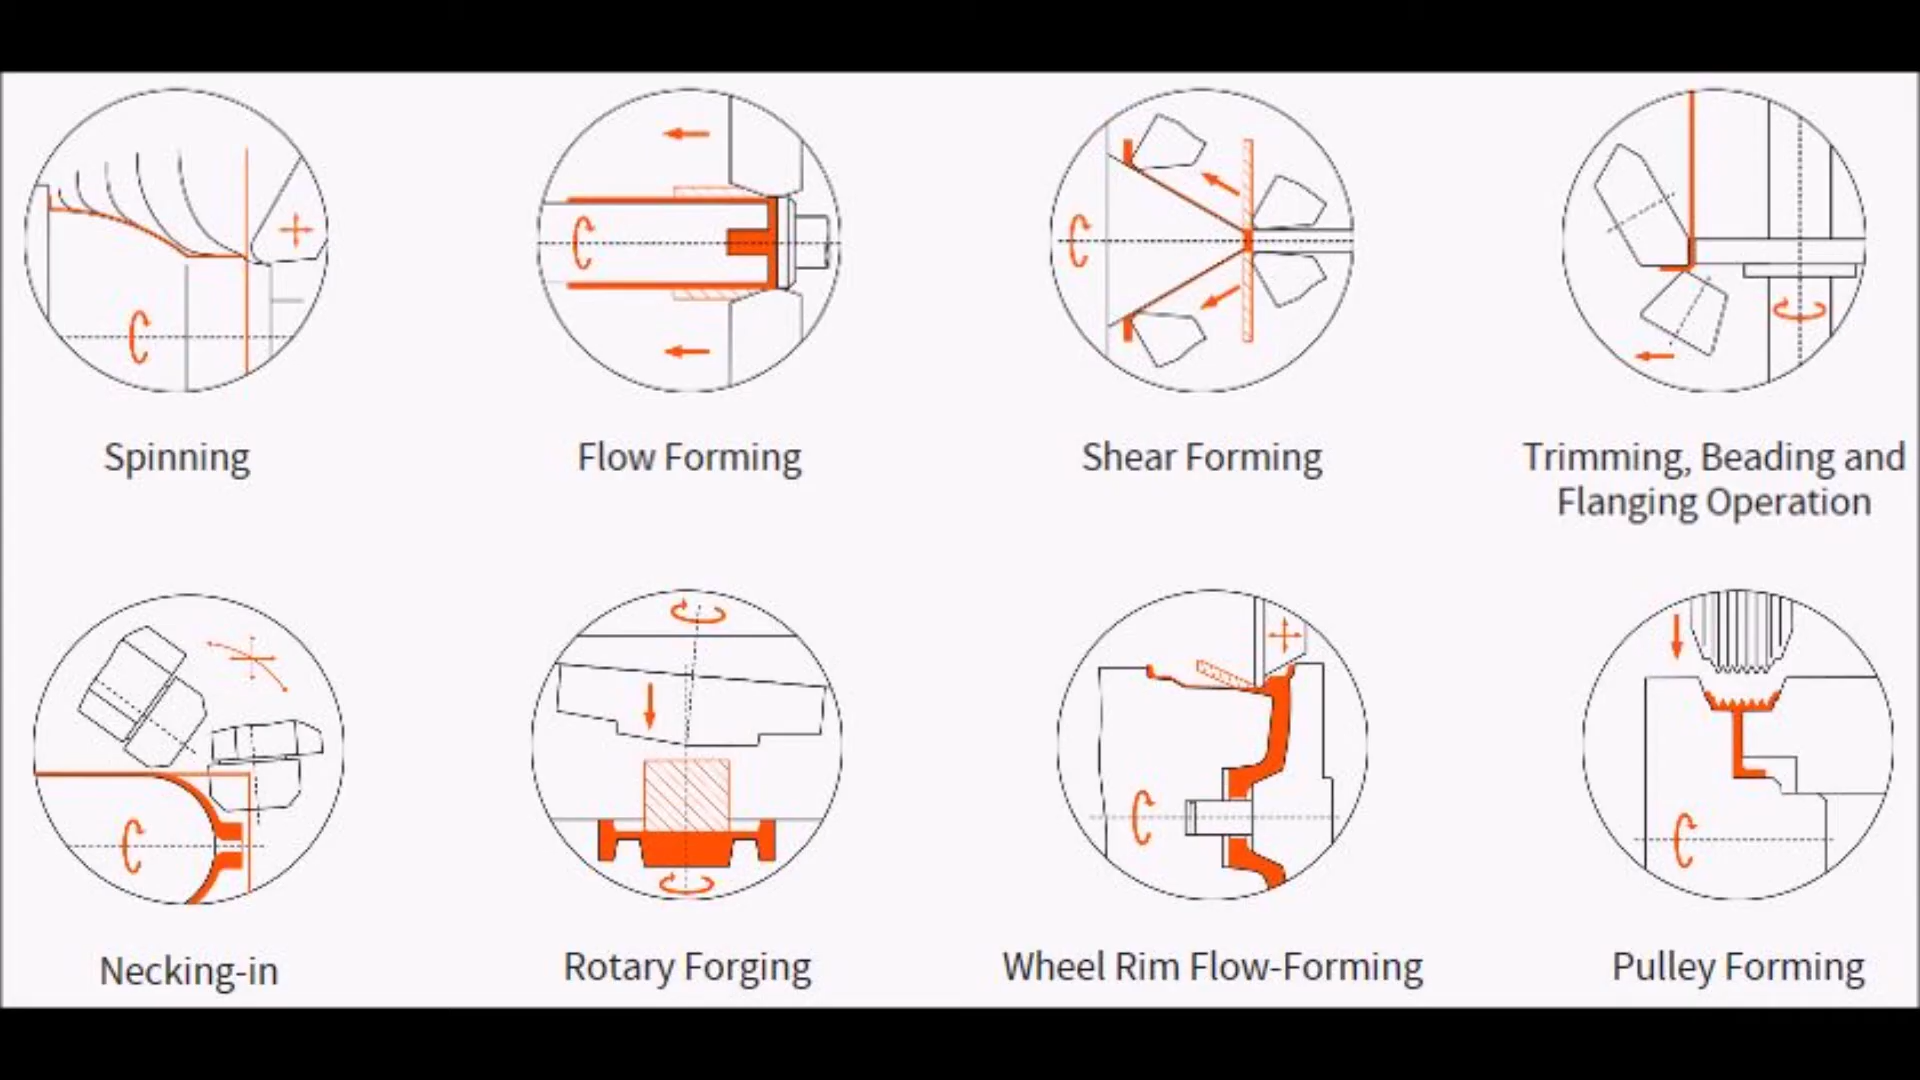 Spinning
Flow Forming
Shear Forming
Trimming, Beading and
Flanging Operation
Necking-in
Rotary Forging
Wheel Rim Flow-Forming
Pulley Forming